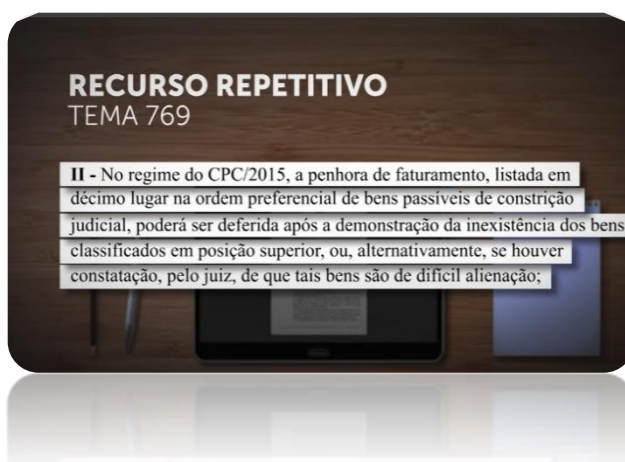 RECURSO REPETITIVO
TEMA 769
II - No regime do CPC/2015, a penhora de faturamento, listada em
décimo lugar na ordem preferencial de bens passíveis de constrição
judicial, poderá ser deferida após a demonstração da inexistência dos bens
classificados em posição superior, ou, alternativamente, se houver
constatação, pelo juiz, de que tais bens são de difícil alienação;